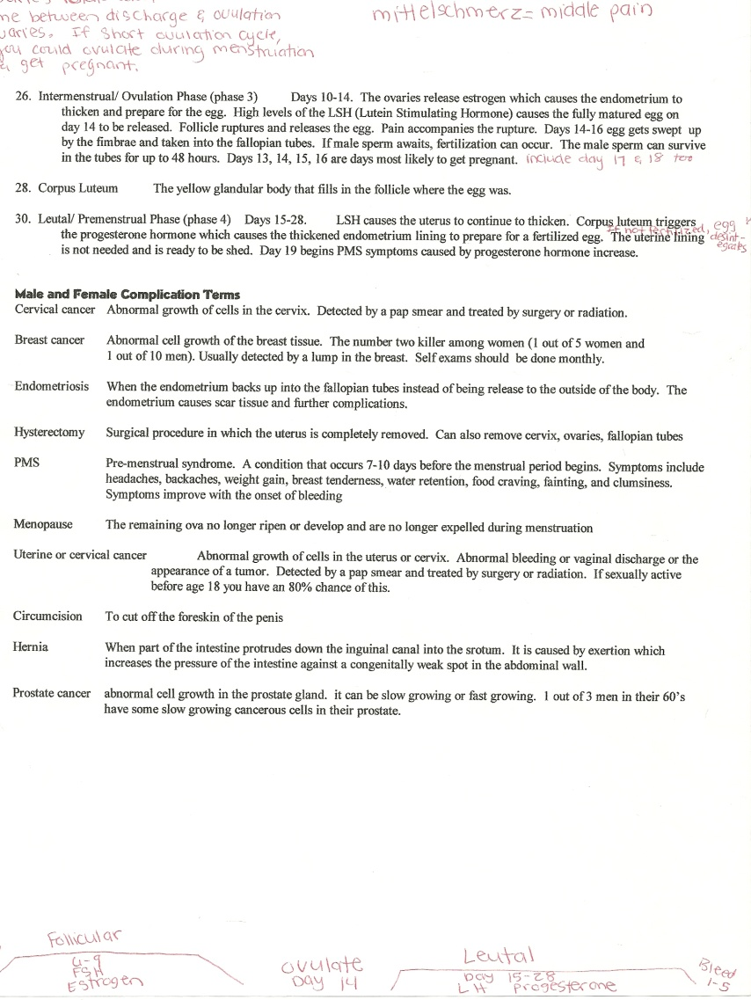 me between discharge & ovulation
varies. If short ovulation cycle,
you could ovulate during menstruation
& get pregnant.
mittelschmerz= middle pain
26. Intermenstrual/ Ovulation Phase (phase 3) Days 10-14. The ovaries release estrogen which causes the endometrium to
thicken and prepare for the egg. High levels of the LSH (Lutein Stimulating Hormone) causes the fully matured egg on
day 14 to be released. Follicle ruptures and releases the egg. Pain accompanies the rupture. Days 14-16 egg gets swept up
by the fimbrae and taken into the fallopian tubes. If male sperm awaits, fertilization can occur. The male sperm can survive
in the tubes for up to 48 hours. Days 13, 14, 15, 16 are days most likely to get pregnant. include day 17 & 18 too
28. Corpus Luteum The yellow glandular body that fills in the follicle where the egg was.
30. Leutal/ Premenstrual Phase (phase 4) Days 15-28. LSH causes the uterus to continue to thicken. Corpus luteum triggers
the progesterone hormone which causes the thickened endometrium lining to prepare for a fertilized egg. The uterine lining
is not needed and is ready to be shed. Day 19 begins PMS symptoms caused by progesterone hormone increase.
If not fertilized, egg
desint-
egrates
Male and Female Complication Terms
Cervical cancer Abnormal growth of cells in the cervix. Detected by a pap smear and treated by surgery or radiation.
Breast cancer Abnormal cell growth of the breast tissue. The number two killer among women (1 out of 5 women and
1 out of 10 men). Usually detected by a lump in the breast. Self exams should be done monthly.
Endometriosis When the endometrium backs up into the fallopian tubes instead of being release to the outside of the body. The
endometrium causes scar tissue and further complications.
Hysterectomy Surgical procedure in which the uterus is completely removed. Can also remove cervix, ovaries, fallopian tubes
PMS Pre-menstrual syndrome. A condition that occurs 7-10 days before the menstrual period begins. Symptoms include
headaches, backaches, weight gain, breast tenderness, water retention, food craving, fainting, and clumsiness.
Symptoms improve with the onset of bleeding
Menopause The remaining ova no longer ripen or develop and are no longer expelled during menstruation
Uterine or cervical cancer Abnormal growth of cells in the uterus or cervix. Abnormal bleeding or vaginal discharge or the
appearance of a tumor. Detected by a pap smear and treated by surgery or radiation. If sexually active
before age 18 you have an 80% chance of this.
Circumcision To cut off the foreskin of the penis
Hernia When part of the intestine protrudes down the inguinal canal into the srotum. It is caused by exertion which
increases the pressure of the intestine against a congenitally weak spot in the abdominal wall.
Prostate cancer abnormal cell growth in the prostate gland. it can be slow growing or fast growing. 1 out of 3 men in their 60's
have some slow growing cancerous cells in their prostate.
Follicular
FSH
Estrogen
Ovulate
Day 14
Leutal
Day 15-28
LH Progesterone
Bleed
1-5